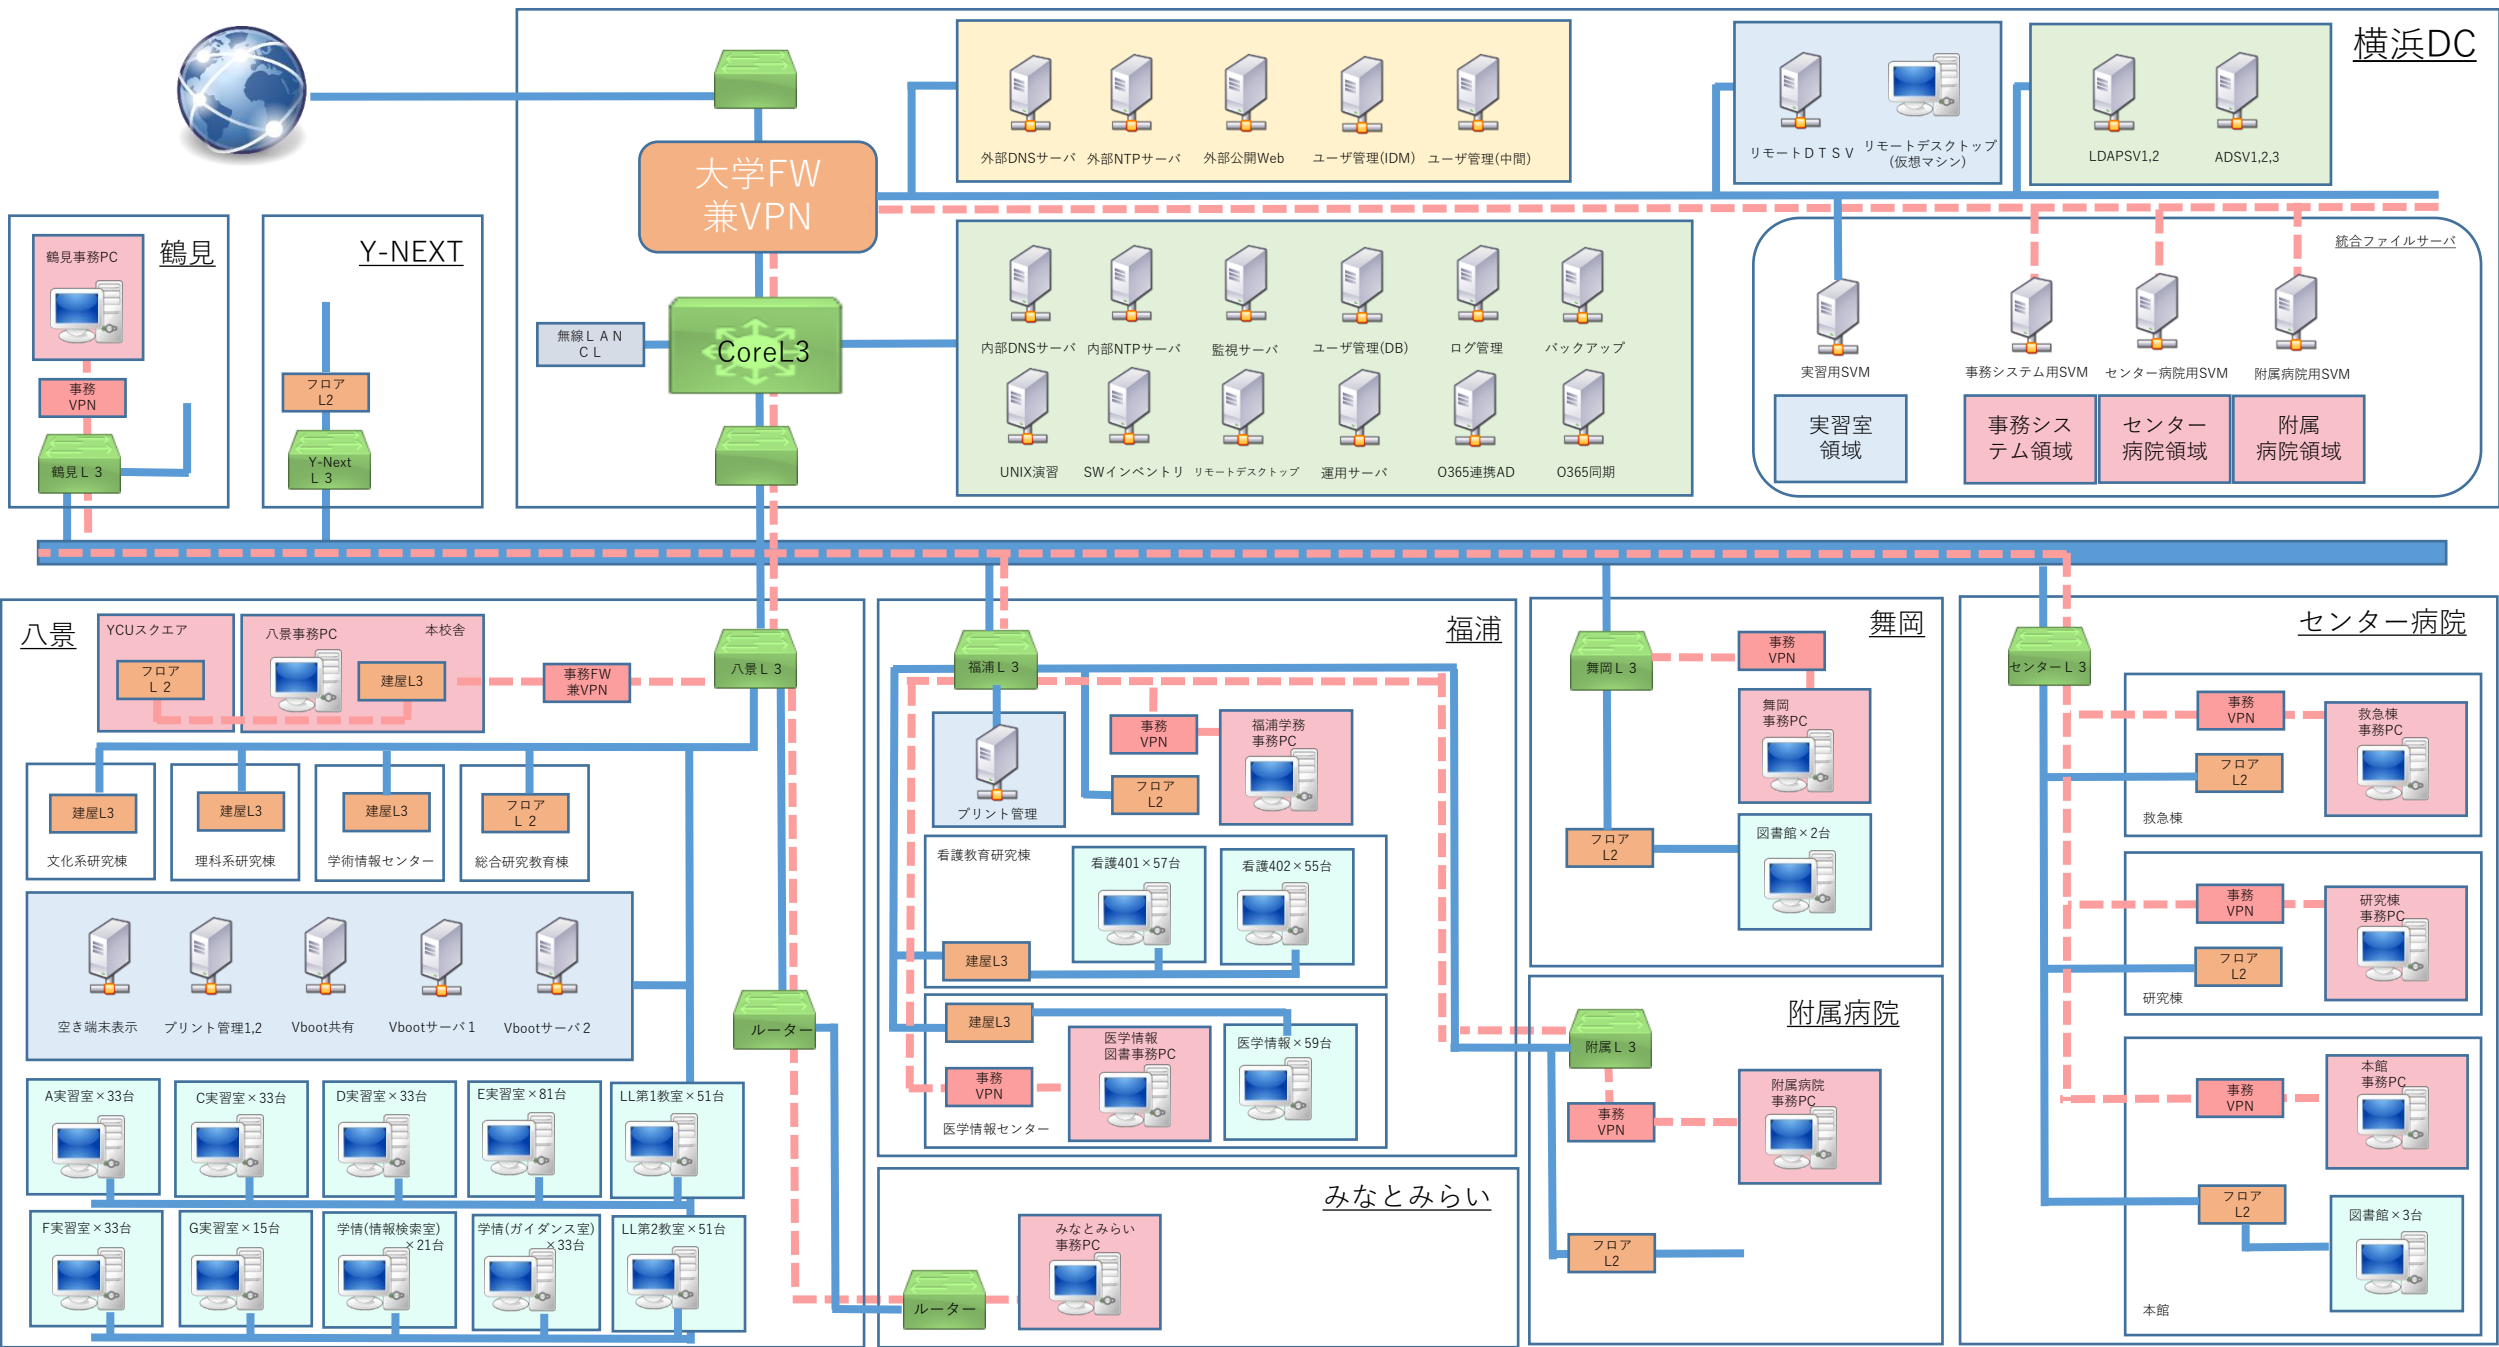 横浜DC
大学FW
兼VPN
外部DNSサーバ
外部NTPサーバ
外部公開Web
ユーザ管理(IDM)
ユーザ管理(中間)
リモートＤＴＳＶ
リモートデスクトップ
(仮想マシン)
LDAPSV1,2
ADSV1,2,3
鶴見
鶴見事務PC
事務
VPN
鶴見Ｌ３
Y-NEXT
フロア
L2
Y-Next
Ｌ３
無線ＬＡＮ
ＣＬ
CoreL3
内部DNSサーバ
内部NTPサーバ
監視サーバ
ユーザ管理(DB)
ログ管理
バックアップ
UNIX演習
SWインベントリ
リモートデスクトップ
運用サーバ
O365連携AD
O365同期
統合ファイルサーバ
実習用SVM
事務システム用SVM
センター病院用SVM
附属病院用SVM
実習室
領域
事務シス
テム領域
センター
病院領域
附属
病院領域
八景
YCUスクエア
フロア
Ｌ２
八景事務PC
本校舎
建屋L3
事務FW
兼VPN
八景Ｌ３
建屋L3
文化系研究棟
建屋L3
理科系研究棟
建屋L3
学術情報センター
フロア
Ｌ２
総合研究教育棟
空き端末表示
プリント管理1,2
Vboot共有
Vbootサーバ１
Vbootサーバ２
ルーター
A実習室×33台
C実習室×33台
D実習室×33台
E実習室×81台
LL第1教室×51台
F実習室×33台
G実習室×15台
学情(情報検索室)
×21台
学情(ガイダンス室)
×33台
LL第2教室×51台
福浦
福浦Ｌ３
プリント管理
事務
VPN
フロア
L2
福浦学務
事務PC
看護教育研究棟
看護401×57台
看護402×55台
建屋L3
建屋L3
事務
VPN
医学情報
図書事務PC
医学情報×59台
医学情報センター
みなとみらい
ルーター
みなとみらい
事務PC
舞岡
舞岡Ｌ３
事務
VPN
舞岡
事務PC
フロア
L2
図書館×2台
附属病院
附属Ｌ３
事務
VPN
附属病院
事務PC
フロア
L2
センター病院
センターＬ３
事務
VPN
救急棟
事務PC
フロア
L2
救急棟
事務
VPN
研究棟
事務PC
フロア
L2
研究棟
事務
VPN
本館
事務PC
フロア
L2
図書館×3台
本館